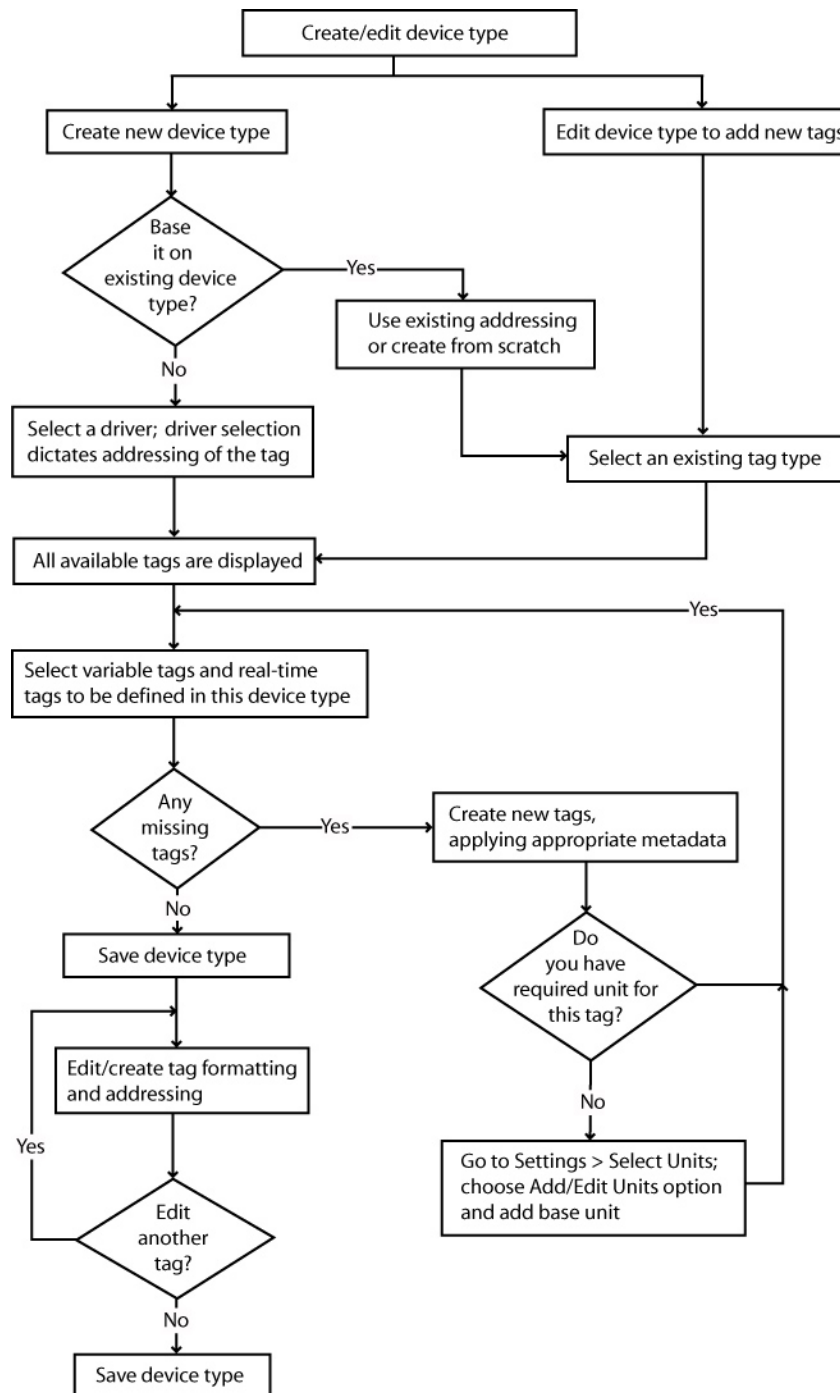 Create/edit device type
Create new device type
Edit device type to add new tags
Base
it on
existing device
type?
Yes
Use existing addressing
or create from scratch
No
Select a driver; driver selection
dictates addressing of the tag
Select an existing tag type
All available tags are displayed
Yes
Select variable tags and real-time
tags to be defined in this device type
Any
missing
tags?
Yes
Create new tags,
applying appropriate metadata
No
Save device type
Do
you have
required unit for
this tag?
Edit/create tag formatting
and addressing
No
Yes
Go to Settings > Select Units;
choose Add/Edit Units option
and add base unit
Edit
another
tag?
No
Save device type